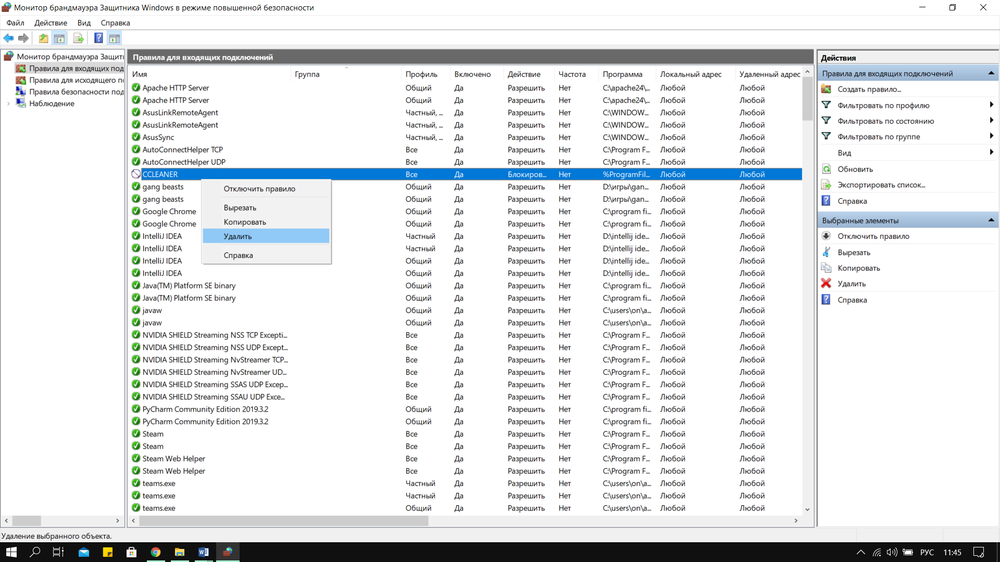 Монитор брандмауэра Защитника Windows в режиме повышенной безопасности
Файл Действие Вид Справка
Монитор брандмауэра Защити
Правила для входящих под
Правила для исходящего п
Правила безопасности под
Наблюдение
Правила для входящих подключений
Имя Группа Профиль Включено Действие Частота Программа Локальный адрес Удаленный адрес
Apache HTTP Server Общий Да Разрешить Нет C:\apache24\... Любой Любой
Apache HTTP Server Общий Да Разрешить Нет C:\apache24\... Любой Любой
AsusLinkRemoteAgent Частный, ... Да Разрешить Нет C:\WINDOW... Любой Любой
AsusLinkRemoteAgent Частный, ... Да Разрешить Нет C:\WINDOW... Любой Любой
AsusSync Частный, ... Да Разрешить Нет C:\WINDOW... Любой Любой
AutoConnectHelper TCP Все Да Разрешить Нет C:\Program F... Любой Любой
AutoConnectHelper UDP Все Да Разрешить Нет C:\Program F... Любой Любой
CCLEANER Все Да Блокиров... Нет %ProgramFil... Любой Любой
gang beasts Общий Да Разрешить Нет D:\игры\gan... Любой Любой
gang beasts Общий Да Разрешить Нет D:\игры\gan... Любой Любой
Google Chrome Общий Да Разрешить Нет C:\program fi... Любой Любой
Google Chrome Общий Да Разрешить Нет C:\program fi... Любой Любой
IntelliJ IDEA Частный Да Разрешить Нет D:\intellij ide... Любой Любой
IntelliJ IDEA Частный Да Разрешить Нет D:\intellij ide... Любой Любой
IntelliJ IDEA Общий Да Разрешить Нет D:\intellij ide... Любой Любой
IntelliJ IDEA Общий Да Разрешить Нет D:\intellij ide... Любой Любой
Java(TM) Platform SE binary Общий Да Разрешить Нет C:\program fi... Любой Любой
Java(TM) Platform SE binary Общий Да Разрешить Нет C:\program fi... Любой Любой
javaw Общий Да Разрешить Нет C:\users\on\a... Любой Любой
javaw Общий Да Разрешить Нет C:\users\on\a... Любой Любой
NVIDIA SHIELD Streaming NSS TCP Excepti... Все Да Разрешить Нет C:\Program F... Любой Любой
NVIDIA SHIELD Streaming NSS UDP Except... Все Да Разрешить Нет C:\Program F... Любой Любой
NVIDIA SHIELD Streaming NvStreamer TCP... Все Да Разрешить Нет C:\Program F... Любой Любой
NVIDIA SHIELD Streaming NvStreamer UD... Все Да Разрешить Нет C:\Program F... Любой Любой
NVIDIA SHIELD Streaming SSAS UDP Excep... Все Да Разрешить Нет C:\Program F... Любой Любой
NVIDIA SHIELD Streaming SSAU UDP Exce... Все Да Разрешить Нет C:\Program F... Любой Любой
PyCharm Community Edition 2019.3.2 Общий Да Разрешить Нет C:\program fi... Любой Любой
PyCharm Community Edition 2019.3.2 Общий Да Разрешить Нет C:\program fi... Любой Любой
Steam Все Да Разрешить Нет C:\Program F... Любой Любой
Steam Все Да Разрешить Нет C:\Program F... Любой Любой
Steam Web Helper Все Да Разрешить Нет C:\Program F... Любой Любой
Steam Web Helper Все Да Разрешить Нет C:\Program F... Любой Любой
teams.exe Частный Да Разрешить Нет C:\users\on\a... Любой Любой
teams.exe Частный Да Разрешить Нет C:\users\on\a... Любой Любой
teams.exe Общий Да Разрешить Нет C:\users\on\a... Любой Любой
Отключить правило
Вырезать
Копировать
Удалить
Справка
Действия
Правила для входящих подключений
Создать правило...
Фильтровать по профилю
Фильтровать по состоянию
Фильтровать по группе
Вид
Обновить
Экспортировать список...
Справка
Выбранные элементы
Отключить правило
Вырезать
Копировать
Удалить
Справка
Удаление выбранного объекта.
РУС 11:45